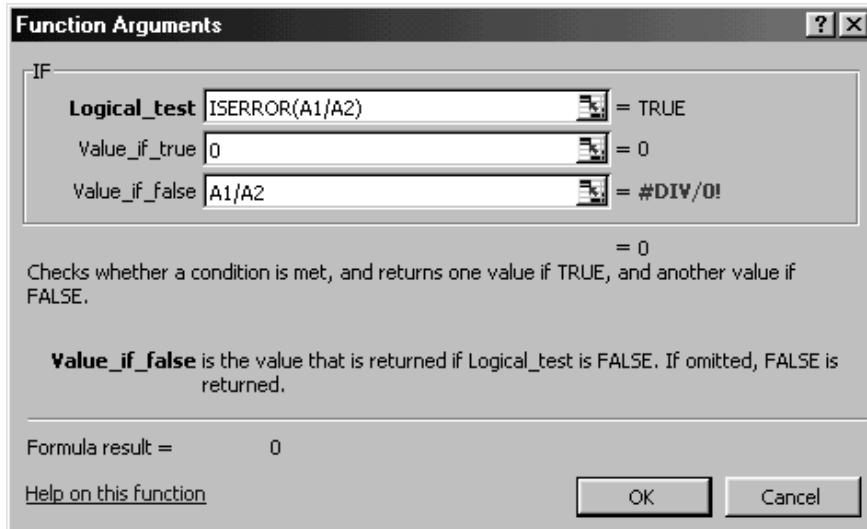 Function Arguments
IF
Logical_test ISERROR(A1/A2) = TRUE
Value_if_true 0 = 0
Value_if_false A1/A2 = #DIV/0!
= 0
Checks whether a condition is met, and returns one value if TRUE, and another value if
FALSE.
Value_if_false is the value that is returned if Logical_test is FALSE. If omitted, FALSE is
returned.
Formula result = 0
Help on this function OK Cancel